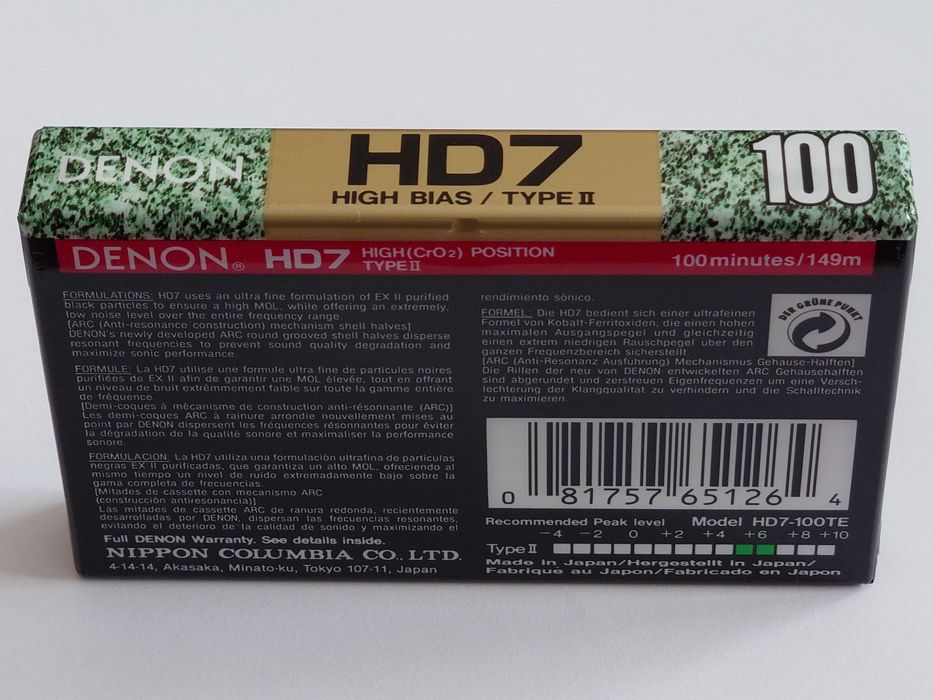 DENON HD7 100
HIGH BIAS / TYPE II
DENON® HD7 HIGH (CrO2) POSITION
TYPE II
100minutes/149m
FORMULATIONS: HD7 uses an ultra fine formulation of EX II purified
black particles to ensure a high MOL, while offering an extremely,
low noise level over the entire frequency range.
[ARC (Anti-resonance construction) mechanism shell halves]
DENON's newly developed ARC round grooved shell halves disperse
resonant frequencies to prevent sound quality degradation and
maximize sonic performance.
FORMULE: La HD7 utilise une formule ultra fine de particules noires
purifiées de EX II afin de garantir une MOL élevée, tout en offrant
un niveau de bruit extrêmmement faible sur toute la gamme entière
de fréquence.
[Demi-coques à mécanisme de construction anti-résonnante (ARC)]
Les demi-coques ARC à rainure arrondie nouvellement mises au
point par DENON dispersent les fréquences résonnantes pour éviter
la dégradation de la qualité sonore et maximaliser la performance
sonore.
FORMULACION: La HD7 utiliza una formulación ultrafina de partículas
negras EX II purificadas, que garantiza un alto MOL, ofreciendo al
mismo tiempo un nivel de ruido extremadamente bajo sobre la
gama completa de frecuencias.
[Mitades de cassette con mecanismo ARC
(construcción antiresonancia)]
Las mitades de cassette ARC de ranura redonda, recientemente
desarrolladas por DENON, dispersan las frecuencias resonantes,
evitando el deterioro de la calidad de sonido y maximizando el
rendimiento sónico.
FORMEL: Die HD7 bedient sich einer ultrafeinen
Formel von Kobalt-Ferritoxiden, die einen hohen
maximalen Ausgangspegel und gleichzeitig
einen extrem niedrigen Rauschpegel über den
ganzen Frequenzbereich sicherstellt.
[ARC (Anti-Resonanz Ausführung) Mechanismus Gehause-Halften]
Die Rillen der neu von DENON entwickelten ARC Gehausehälften
sind abgerundet und zerstreuen Eigenfrequenzen um eine Versch-
lechterung der Klangqualität zu verhindern und die Schalltechnik
zu maximieren.
DER GRÜNE PUNKT
0 81757 65126 4
Full DENON Warranty. See details inside.
NIPPON COLUMBIA CO., LTD.
4-14-14, Akasaka, Minato-ku, Tokyo 107-11, Japan
Recommended Peak level Model HD7-100TE
−4 −2 0 +2 +4 +6 +8 +10
Type II
Made in Japan/Hergestellt in Japan/
Fabriqué au Japon/Fabricado en Japon